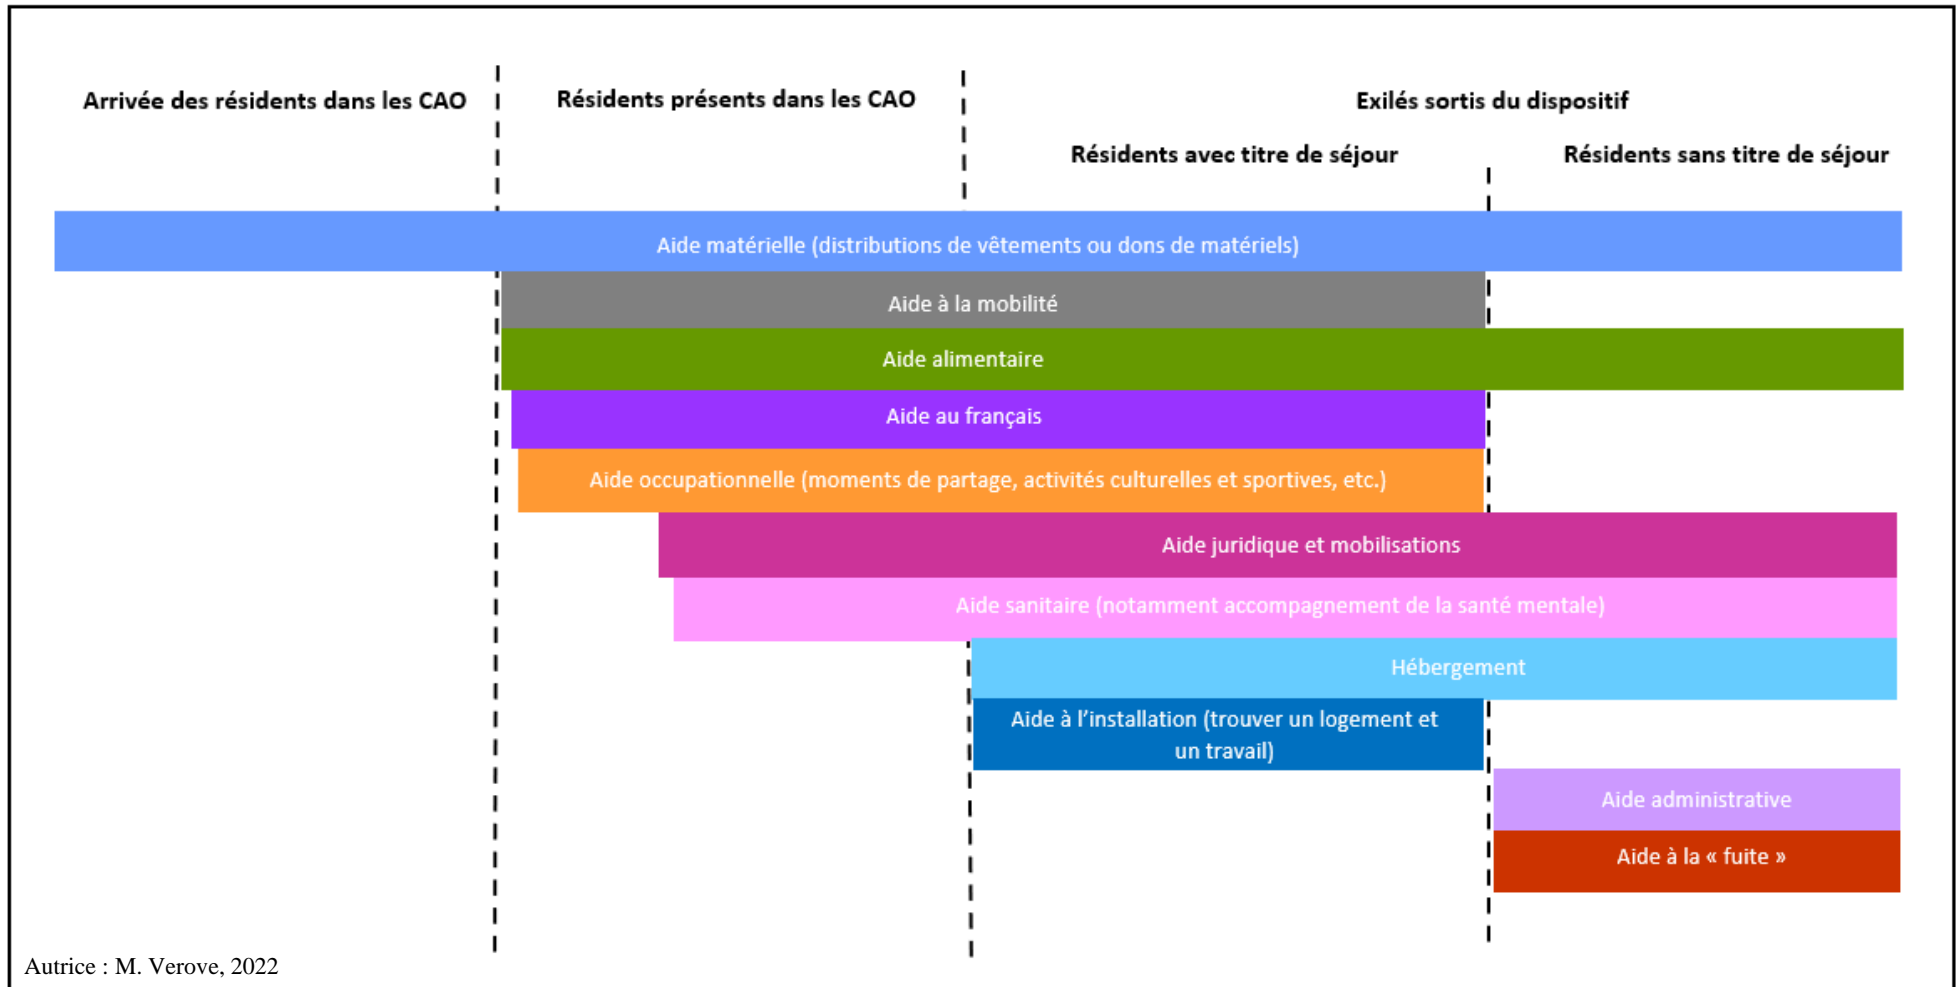 Arrivée des résidents dans les CAO
Résidents présents dans les CAO
Exilés sortis du dispositif
Résidents avec titre de séjour
Résidents sans titre de séjour
Aide matérielle (distributions de vêtements ou dons de matériels)
Aide à la mobilité
Aide alimentaire
Aide au français
Aide occupationnelle (moments de partage, activités culturelles et sportives, etc.)
Aide juridique et mobilisations
Aide sanitaire (notamment accompagnement de la santé mentale)
Hébergement
Aide à l’installation (trouver un logement et
un travail)
Aide administrative
Aide à la « fuite »
Autrice : M. Verove, 2022